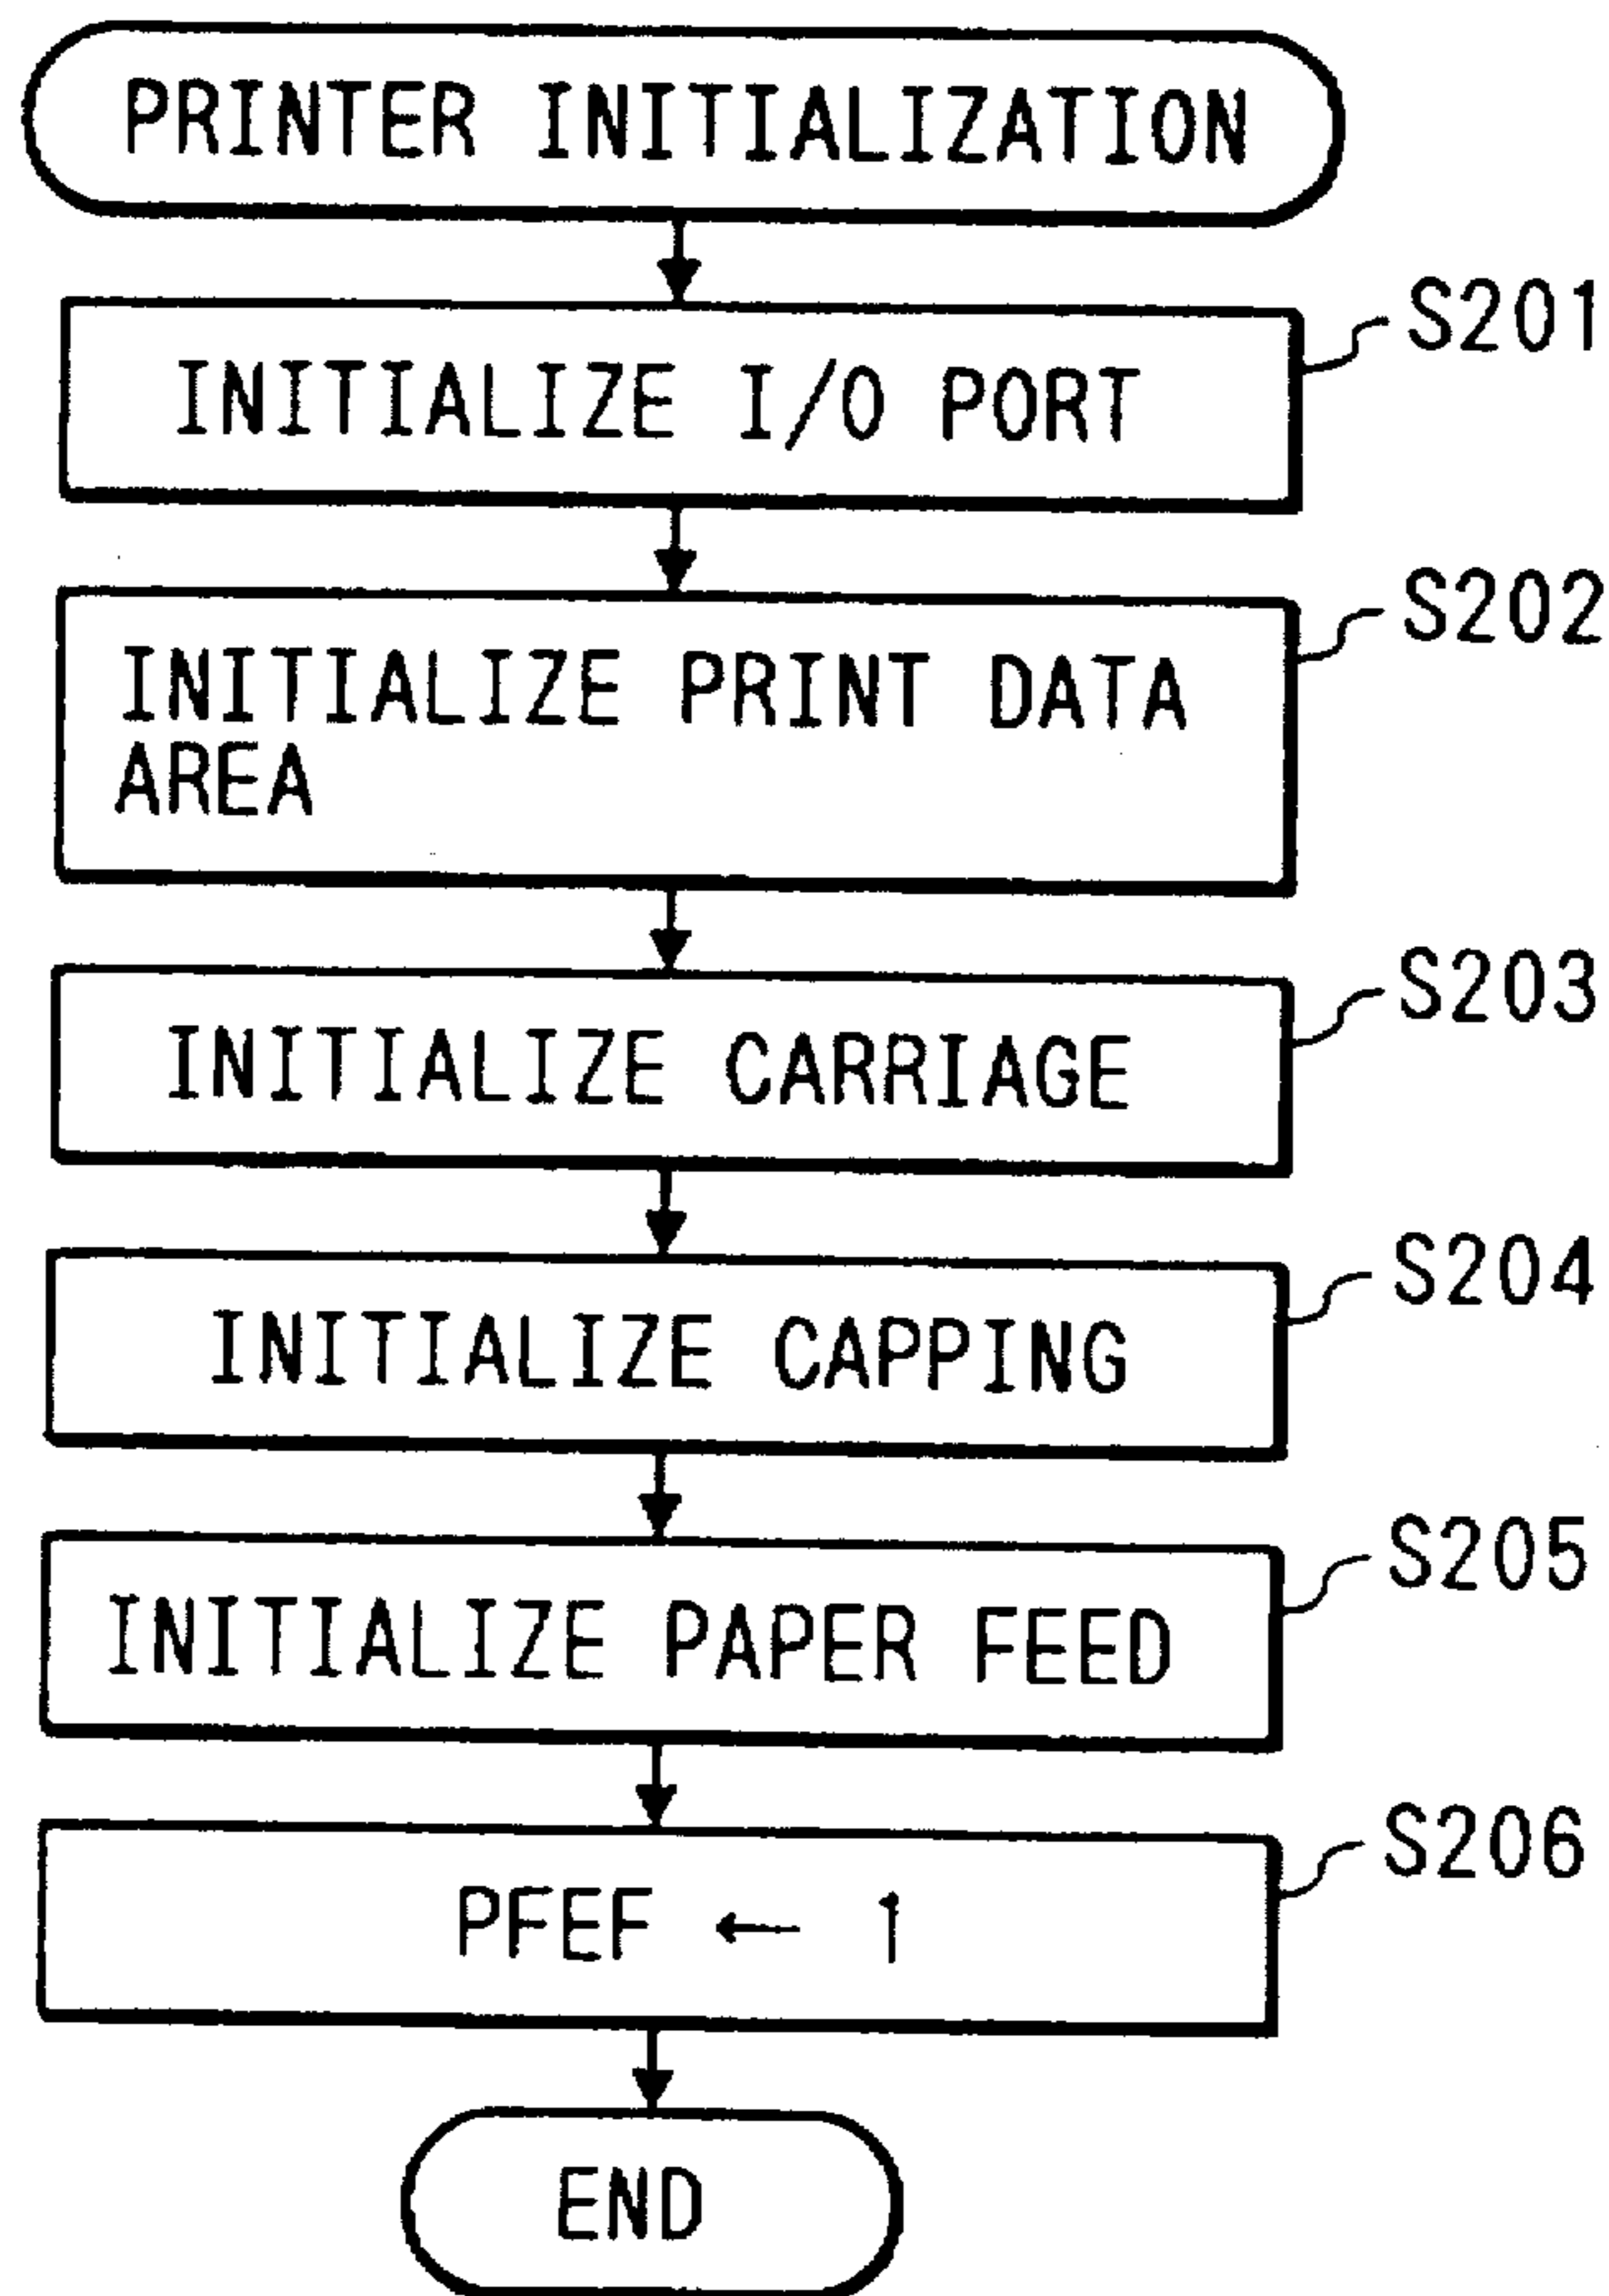 PRINTER INITIALIZATION
S201
INITIALIZE I/O PORT
S202
INITIALIZE PRINT DATA
AREA
S203
INITIALIZE CARRIAGE
S204
INITIALIZE CAPPING
S205
INITIALIZE PAPER FEED
S206
PFEF ← 1
END